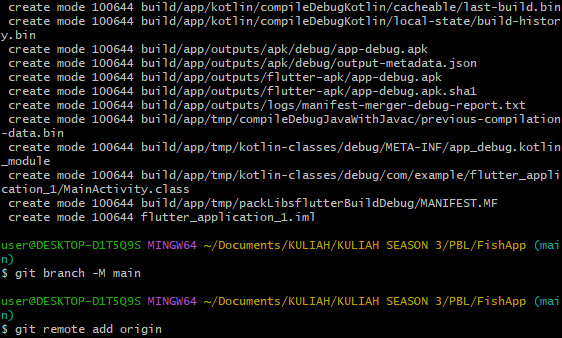 create mode 100644 build/app/kotlin/compileDebugKotlin/cacheable/last-build.bin
create mode 100644 build/app/kotlin/compileDebugKotlin/local-state/build-histor
y.bin
create mode 100644 build/app/outputs/apk/debug/app-debug.apk
create mode 100644 build/app/outputs/apk/debug/output-metadata.json
create mode 100644 build/app/outputs/flutter-apk/app-debug.apk
create mode 100644 build/app/outputs/flutter-apk/app-debug.apk.sha1
create mode 100644 build/app/outputs/logs/manifest-merger-debug-report.txt
create mode 100644 build/app/tmp/compileDebugJavaWithJavac/previous-compilation
-data.bin
create mode 100644 build/app/tmp/kotlin-classes/debug/META-INF/app_debug.kotlin
_module
create mode 100644 build/app/tmp/kotlin-classes/debug/com/example/flutter_appli
cation_1/MainActivity.class
create mode 100644 build/app/tmp/packLibsflutterBuildDebug/MANIFEST.MF
create mode 100644 flutter_application_1.iml
user@DESKTOP-D1T5Q9S MINGW64 ~/Documents/KULIAH/KULIAH SEASON 3/PBL/FishApp (mai
n)
$ git branch -M main
user@DESKTOP-D1T5Q9S MINGW64 ~/Documents/KULIAH/KULIAH SEASON 3/PBL/FishApp (mai
n)
$ git remote add origin